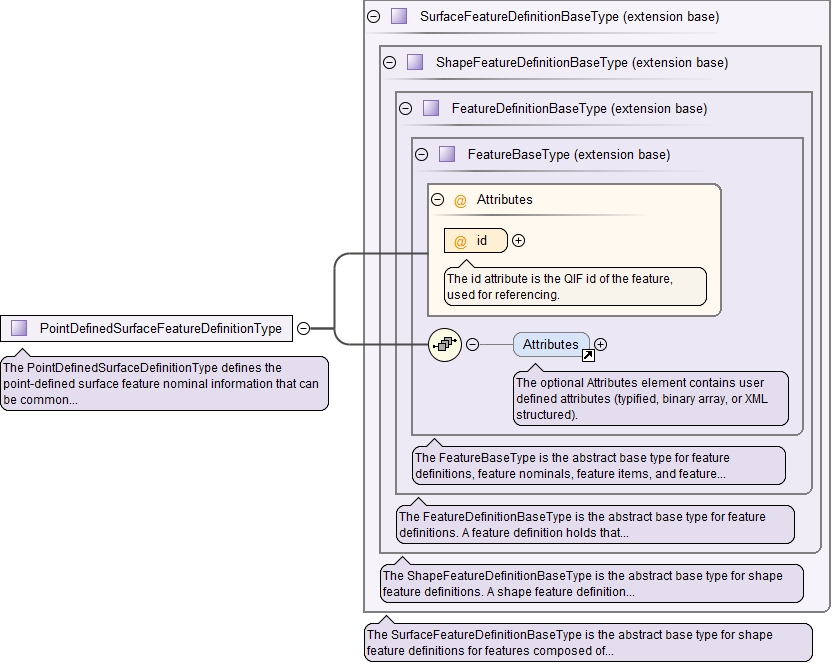 SurfaceFeatureDefinitionBaseType (extension base)
ShapeFeatureDefinitionBaseType (extension base)
FeatureDefinitionBaseType (extension base)
FeatureBaseType (extension base)
@ Attributes
@ id
The id attribute is the QIF id of the feature,
used for referencing.
PointDefinedSurfaceFeatureDefinitionType
The PointDefinedSurfaceDefinitionType defines the
point-defined surface feature nominal information that can
be common...
Attributes
The optional Attributes element contains user
defined attributes (typified, binary array, or XML
structured).
The FeatureBaseType is the abstract base type for feature
definitions, feature nominals, feature items, and feature...
The FeatureDefinitionBaseType is the abstract base type for feature
definitions. A feature definition holds that...
The ShapeFeatureDefinitionBaseType is the abstract base type for shape
feature definitions. A shape feature definition...
The SurfaceFeatureDefinitionBaseType is the abstract base type for shape
feature definitions for features composed of...